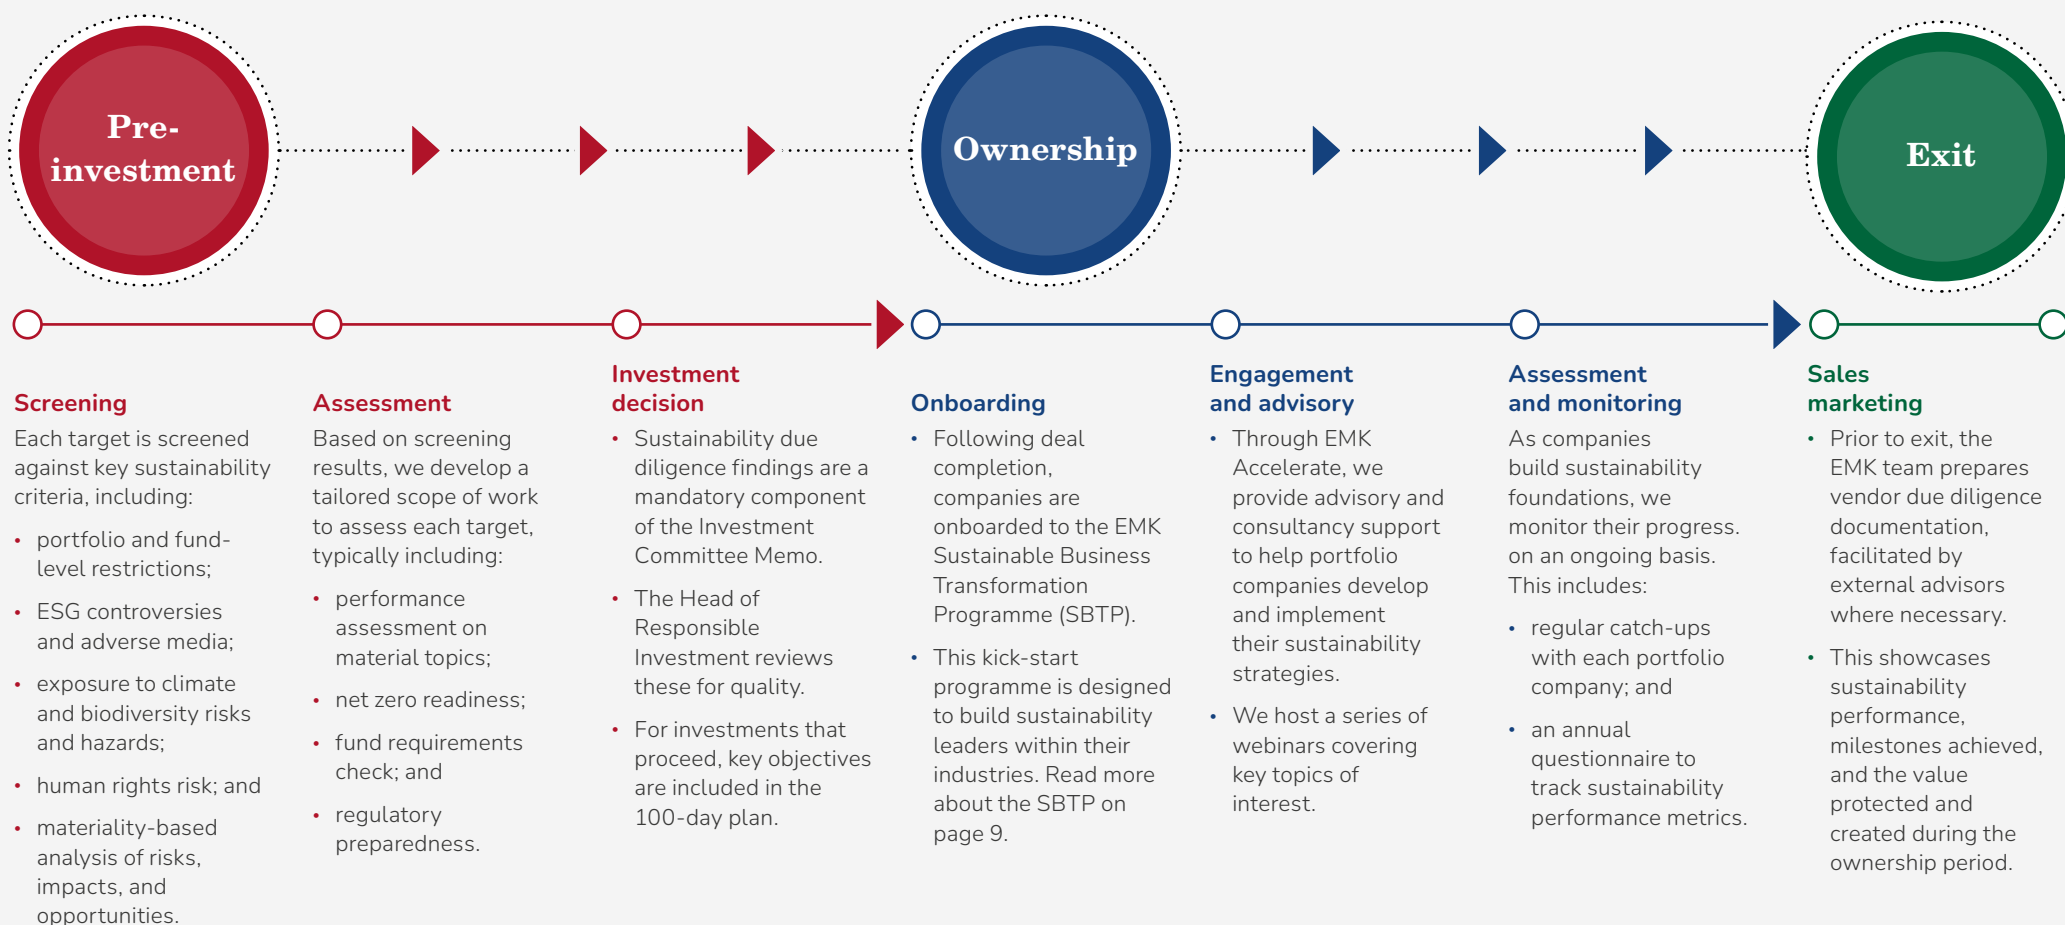 Pre-
investment
Ownership
Exit
Screening
Each target is screened
against key sustainability
criteria, including:
• portfolio and fund-
level restrictions;
• ESG controversies
and adverse media;
• exposure to climate
and biodiversity risks
and hazards;
• human rights risk; and
• materiality-based
analysis of risks,
impacts, and
opportunities.
Assessment
Based on screening
results, we develop a
tailored scope of work
to assess each target,
typically including:
• performance
assessment on
material topics;
• net zero readiness;
• fund requirements
check; and
• regulatory
preparedness.
Investment
decision
• Sustainability due
diligence findings are a
mandatory component
of the Investment
Committee Memo.
• The Head of
Responsible
Investment reviews
these for quality.
• For investments that
proceed, key objectives
are included in the
100-day plan.
Onboarding
• Following deal
completion,
companies are
onboarded to the EMK
Sustainable Business
Transformation
Programme (SBTP).
• This kick-start
programme is designed
to build sustainability
leaders within their
industries. Read more
about the SBTP on
page 9.
Engagement
and advisory
• Through EMK
Accelerate, we
provide advisory and
consultancy support
to help portfolio
companies develop
and implement
their sustainability
strategies.
• We host a series of
webinars covering
key topics of
interest.
Assessment
and monitoring
As companies
build sustainability
foundations, we
monitor their progress.
on an ongoing basis.
This includes:
• regular catch-ups
with each portfolio
company; and
• an annual
questionnaire to
track sustainability
performance metrics.
Sales
marketing
• Prior to exit, the
EMK team prepares
vendor due diligence
documentation,
facilitated by
external advisors
where necessary.
• This showcases
sustainability
performance,
milestones achieved,
and the value
protected and
created during the
ownership period.